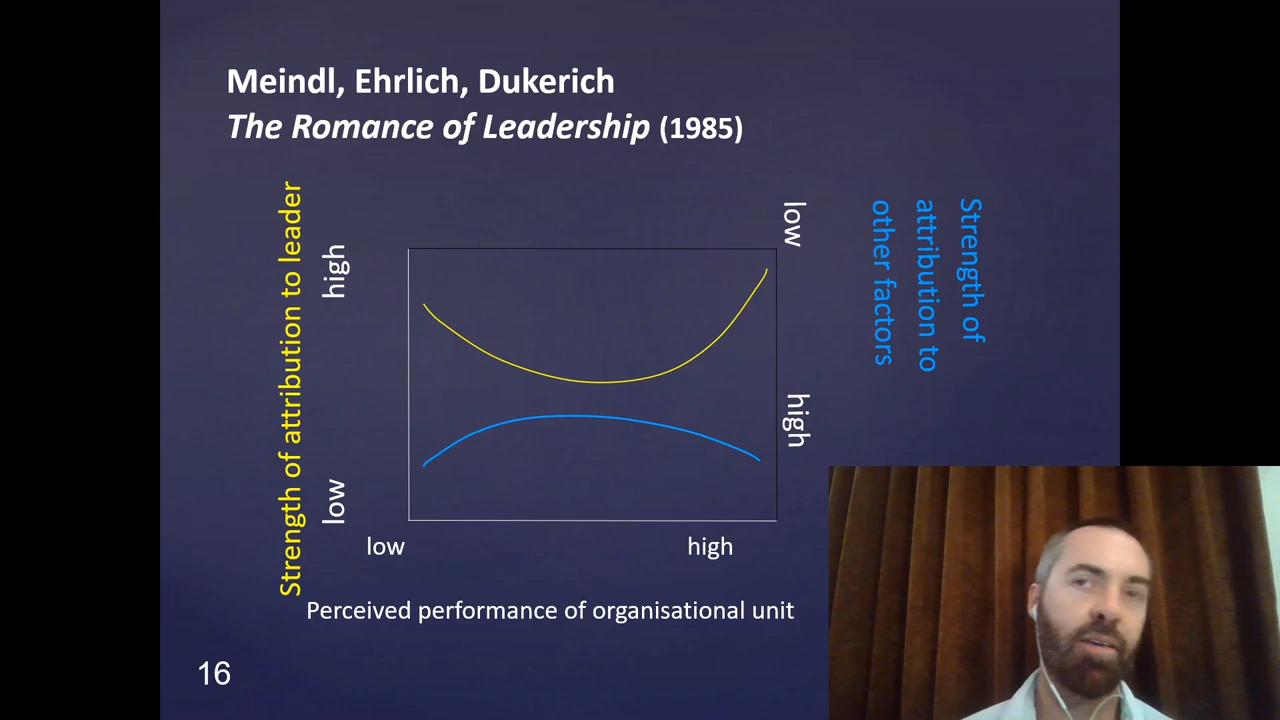 Meindl, Ehrlich, Dukerich
The Romance of Leadership (1985)
Strength of attribution to leader
high
low
low
high
Strength of
attribution to
other factors
low
high
Perceived performance of organisational unit
16